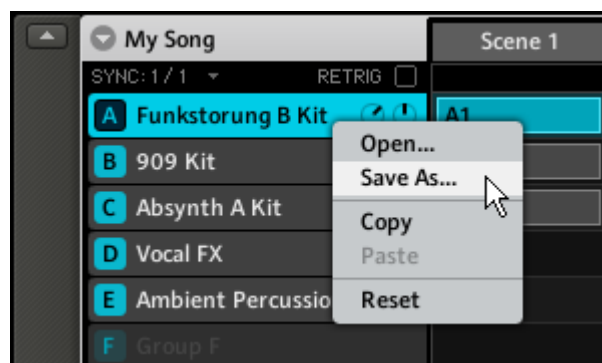 My Song
Scene 1
SYNC: 1 / 1
RETRIG
A Funkstorung B Kit
A1
B 909 Kit
C Absynth A Kit
D Vocal FX
E Ambient Percussio
F Group F
Open...
Save As...
Copy
Paste
Reset